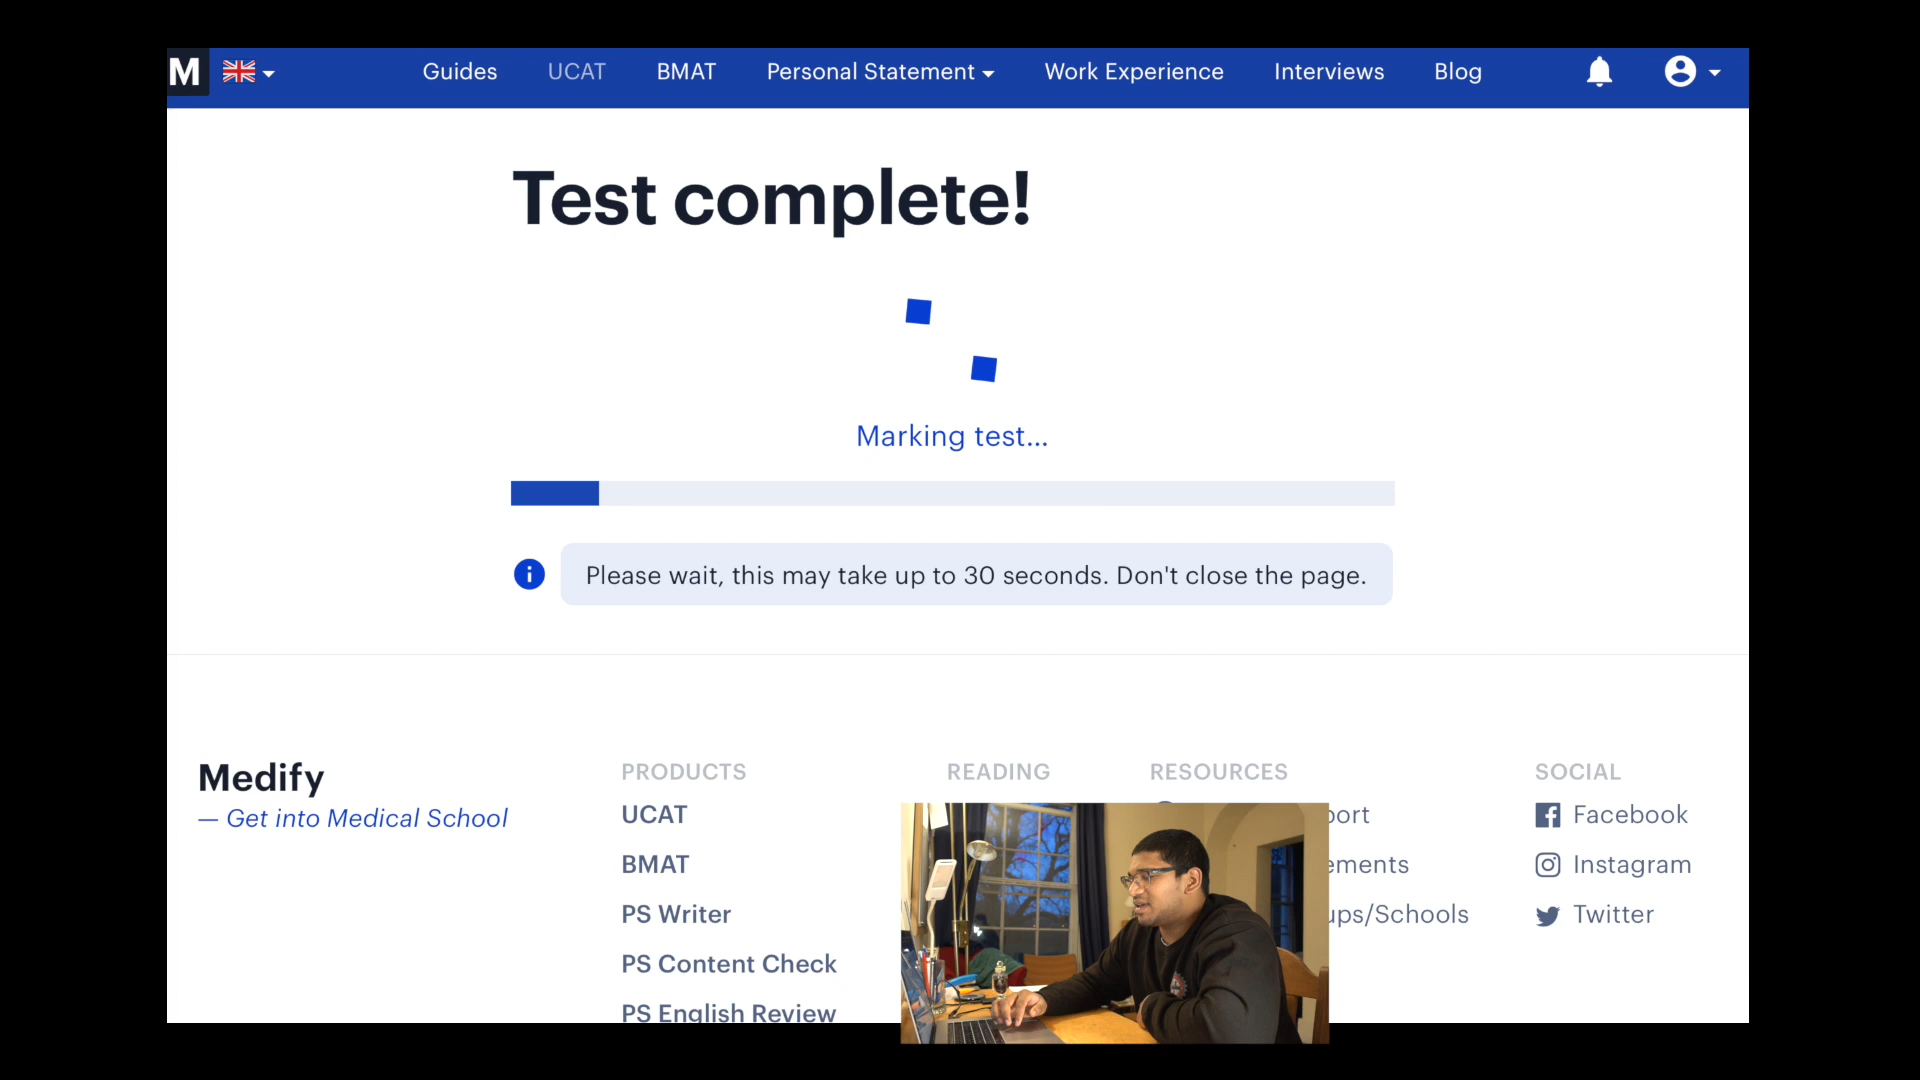 M
Guides UCAT BMAT Personal Statement Work Experience Interviews Blog
Test complete!
Marking test...
Please wait, this may take up to 30 seconds. Don't close the page.
Medify
— Get into Medical School
PRODUCTS
UCAT
BMAT
PS Writer
PS Content Check
PS English Review
READING
RESOURCES
SOCIAL
Facebook
Instagram
Twitter